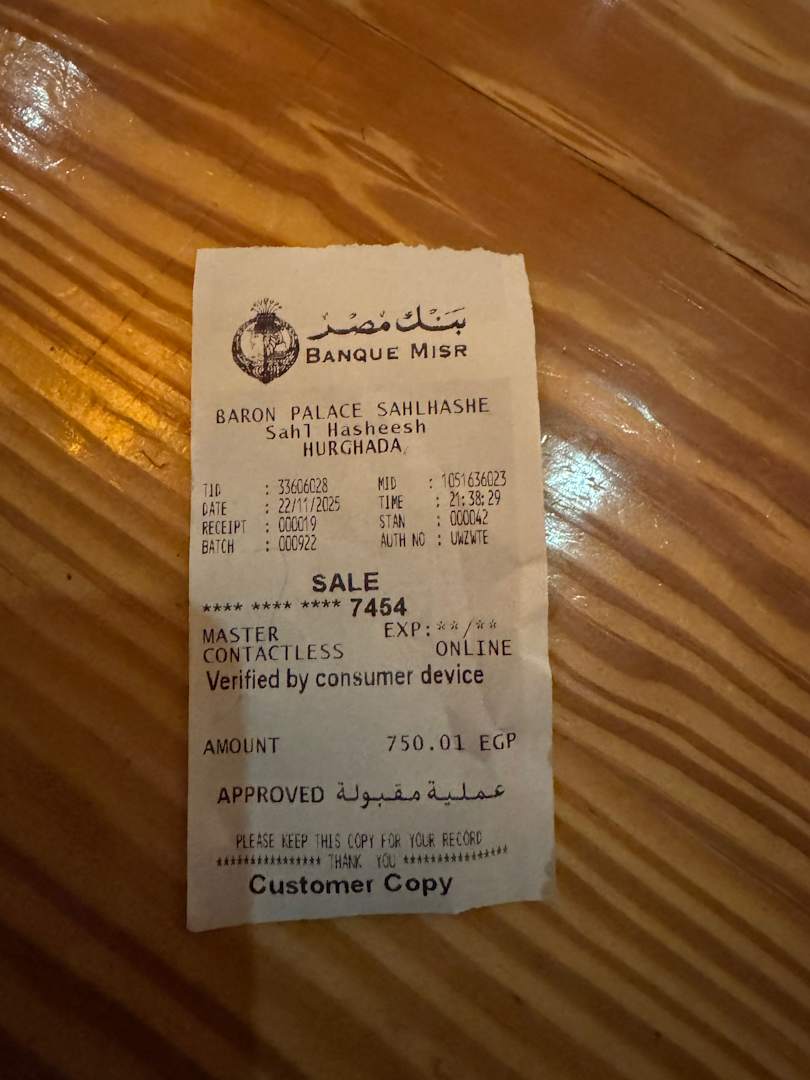 بنك مصر
BANQUE MISR
BARON PALACE SAHLHASHE
Sahl Hasheesh
HURGHADA,
TID : 33606028 MID : 1051636023
DATE : 22/11/2025 TIME : 21:38:29
RECEIPT : 000019 STAN : 000042
BATCH : 000922 AUTH NO : UWZWTE
SALE
**** **** **** 7454
MASTER EXP:**/**
CONTACTLESS ONLINE
Verified by consumer device
AMOUNT 750.01 EGP
APPROVED عملية مقبولة
PLEASE KEEP THIS COPY FOR YOUR RECORD
**************** THANK YOU ****************
Customer Copy